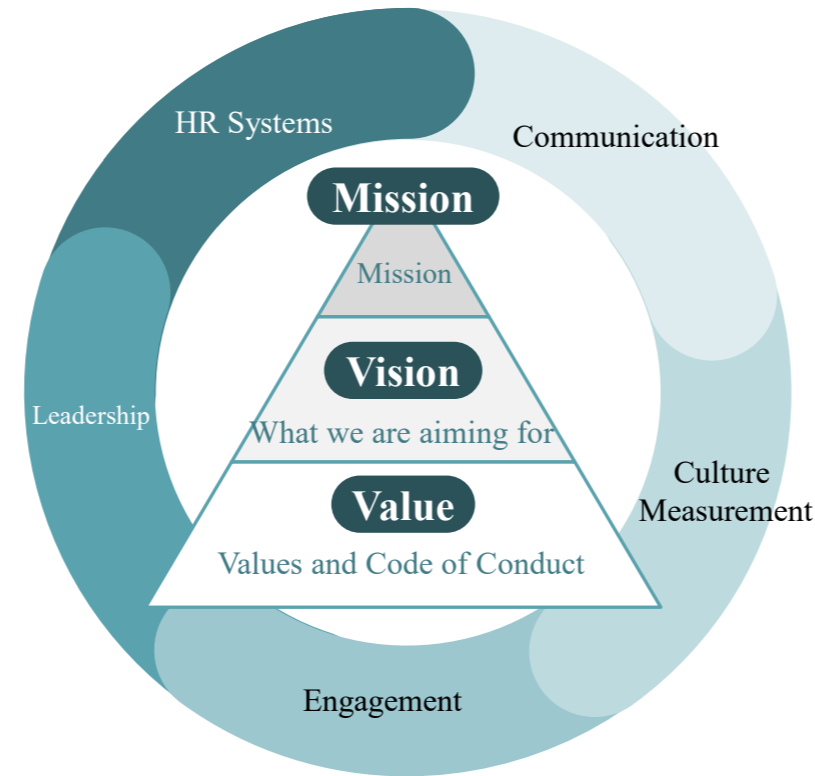 HR Systems
Communication
Mission
Mission
Vision
Leadership
What we are aiming for
Culture
Measurement
Value
Values and Code of Conduct
Engagement